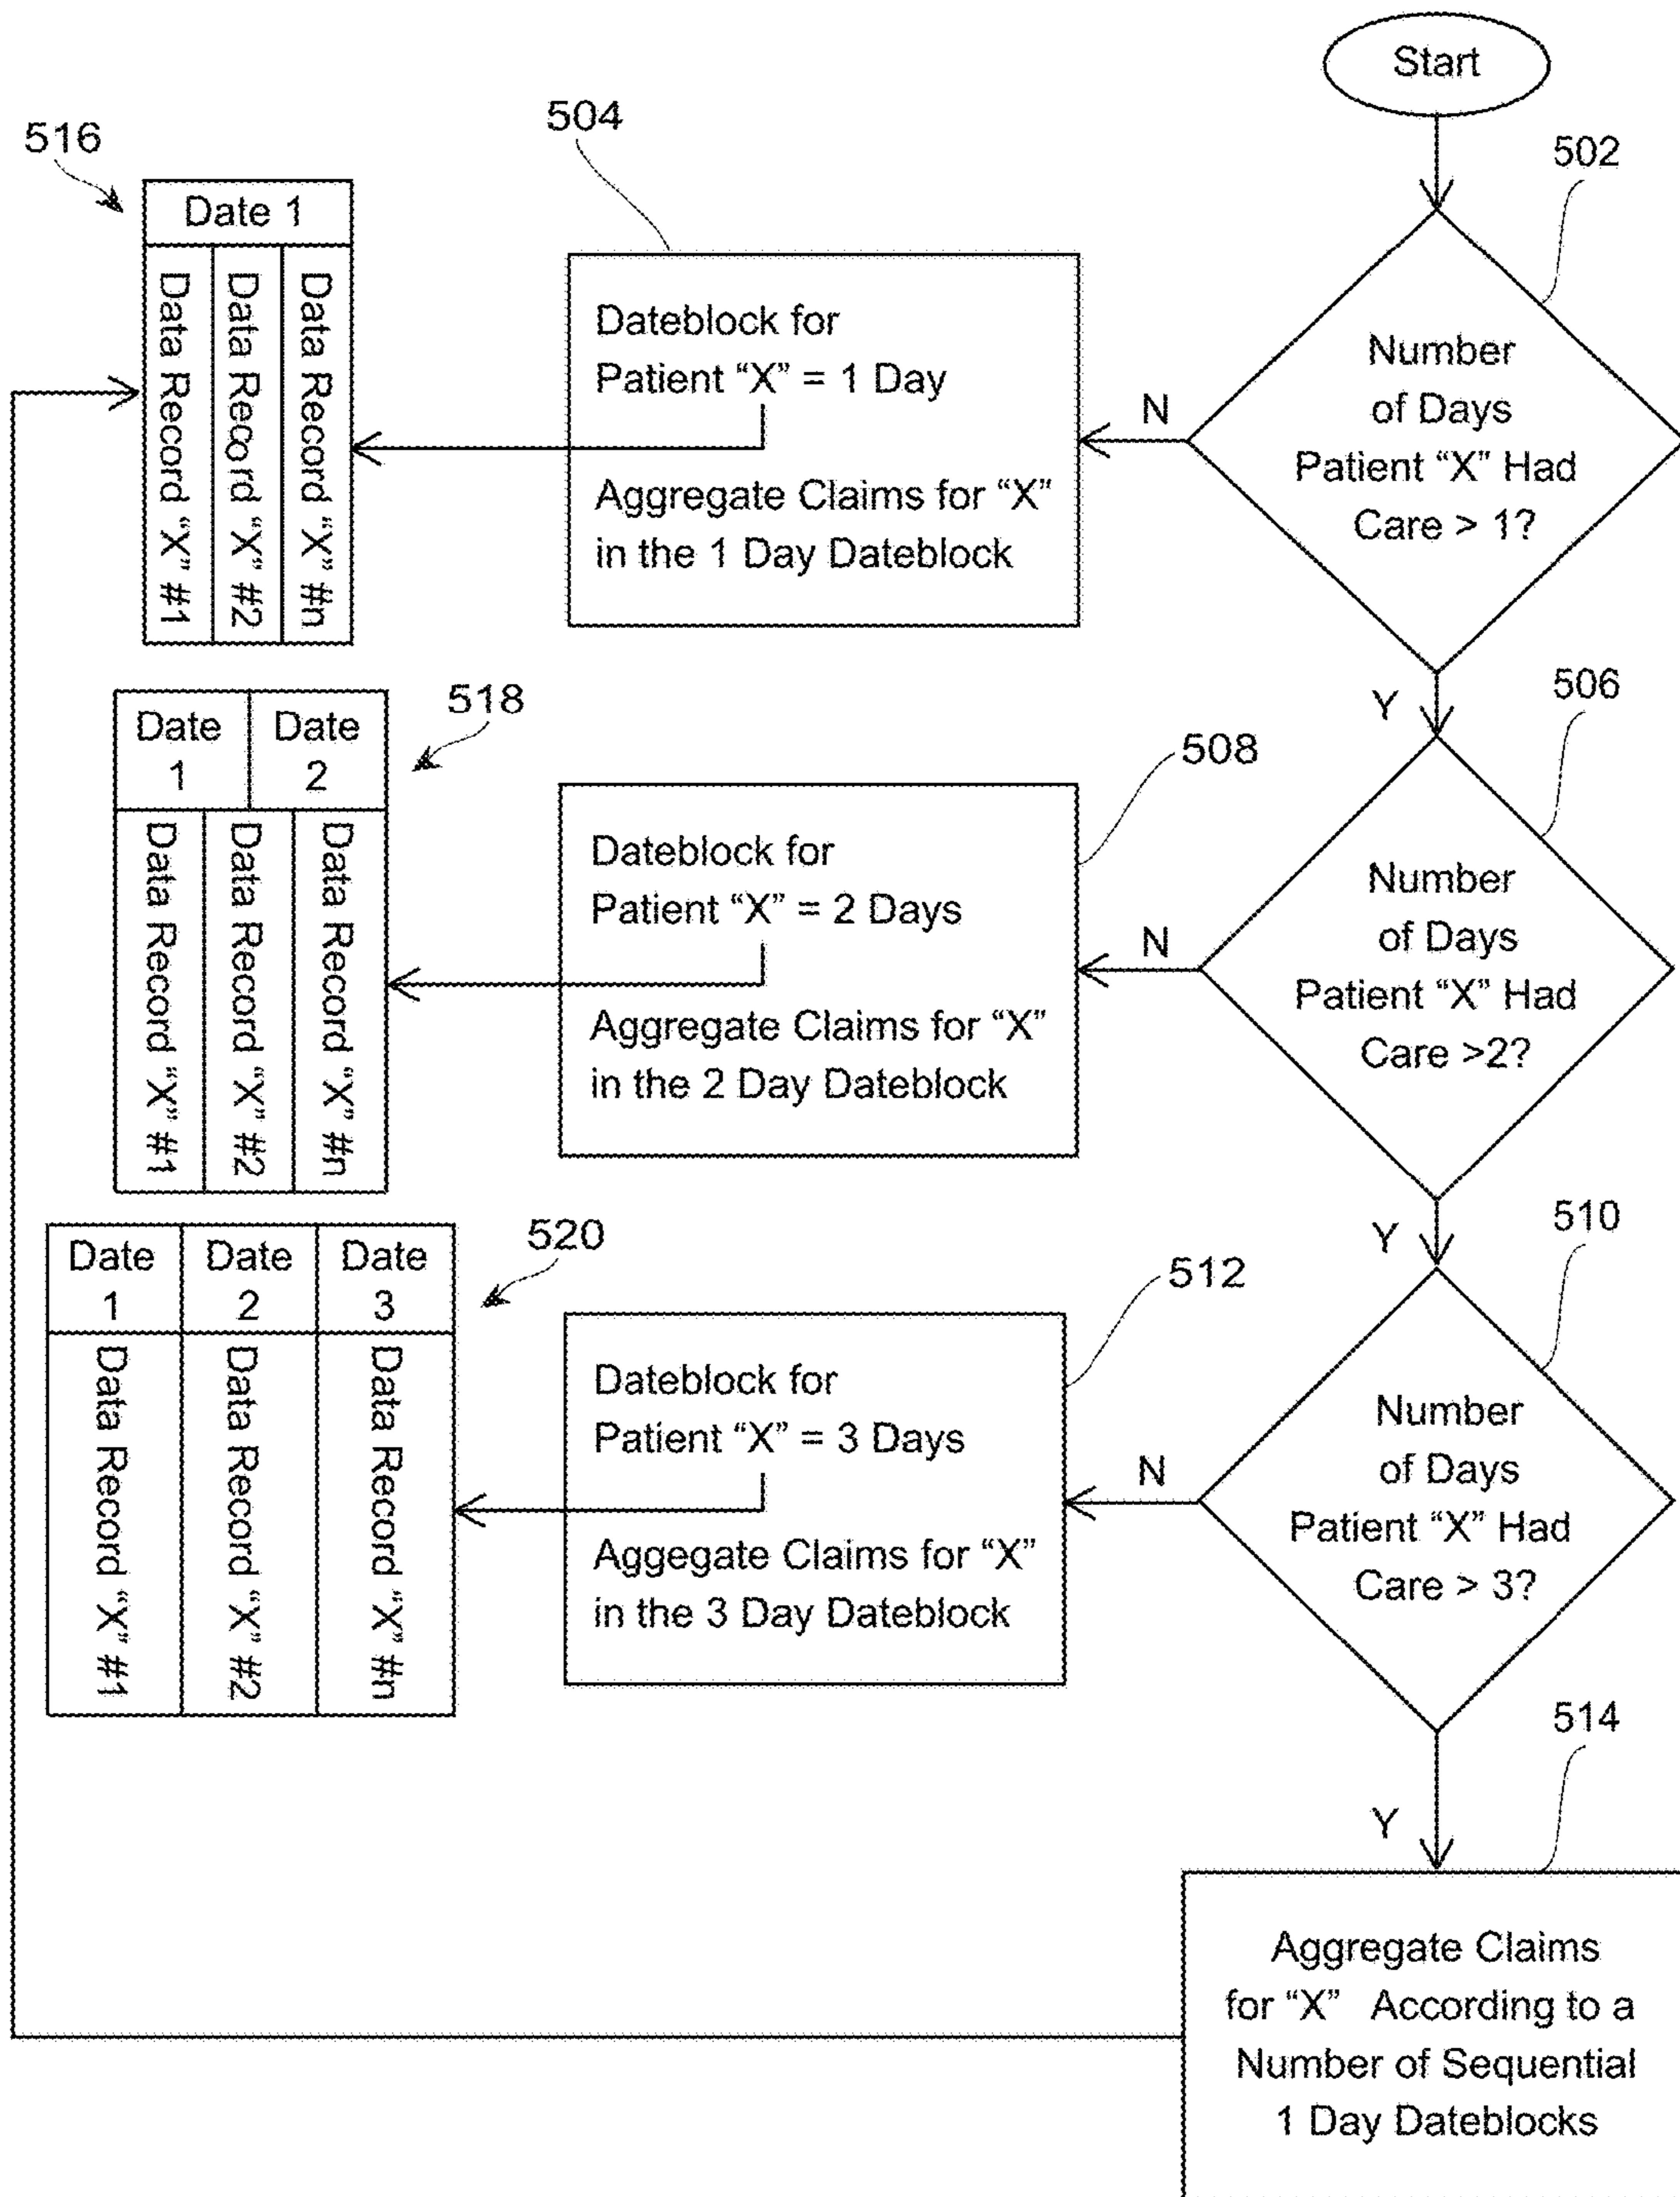 Start
502
Number
of Days
Patient “X” Had
Care > 1?
N
Y
504
Dateblock for
Patient “X” = 1 Day
Aggregate Claims for “X”
in the 1 Day Dateblock
516
Date 1
Data Record “X” #1
Data Record “X” #2
Data Record “X” #n
506
Number
of Days
Patient “X” Had
Care >2?
N
Y
508
Dateblock for
Patient “X” = 2 Days
Aggregate Claims for “X”
in the 2 Day Dateblock
518
Date
1
Date
2
Data Record “X” #1
Data Record “X” #2
Data Record “X” #n
510
Number
of Days
Patient “X” Had
Care > 3?
N
Y
512
Dateblock for
Patient “X” = 3 Days
Aggegate Claims for “X”
in the 3 Day Dateblock
520
Date
1
Date
2
Date
3
Data Record “X” #1
Data Record “X” #2
Data Record “X” #n
514
Aggregate Claims
for “X” According to a
Number of Sequential
1 Day Dateblocks